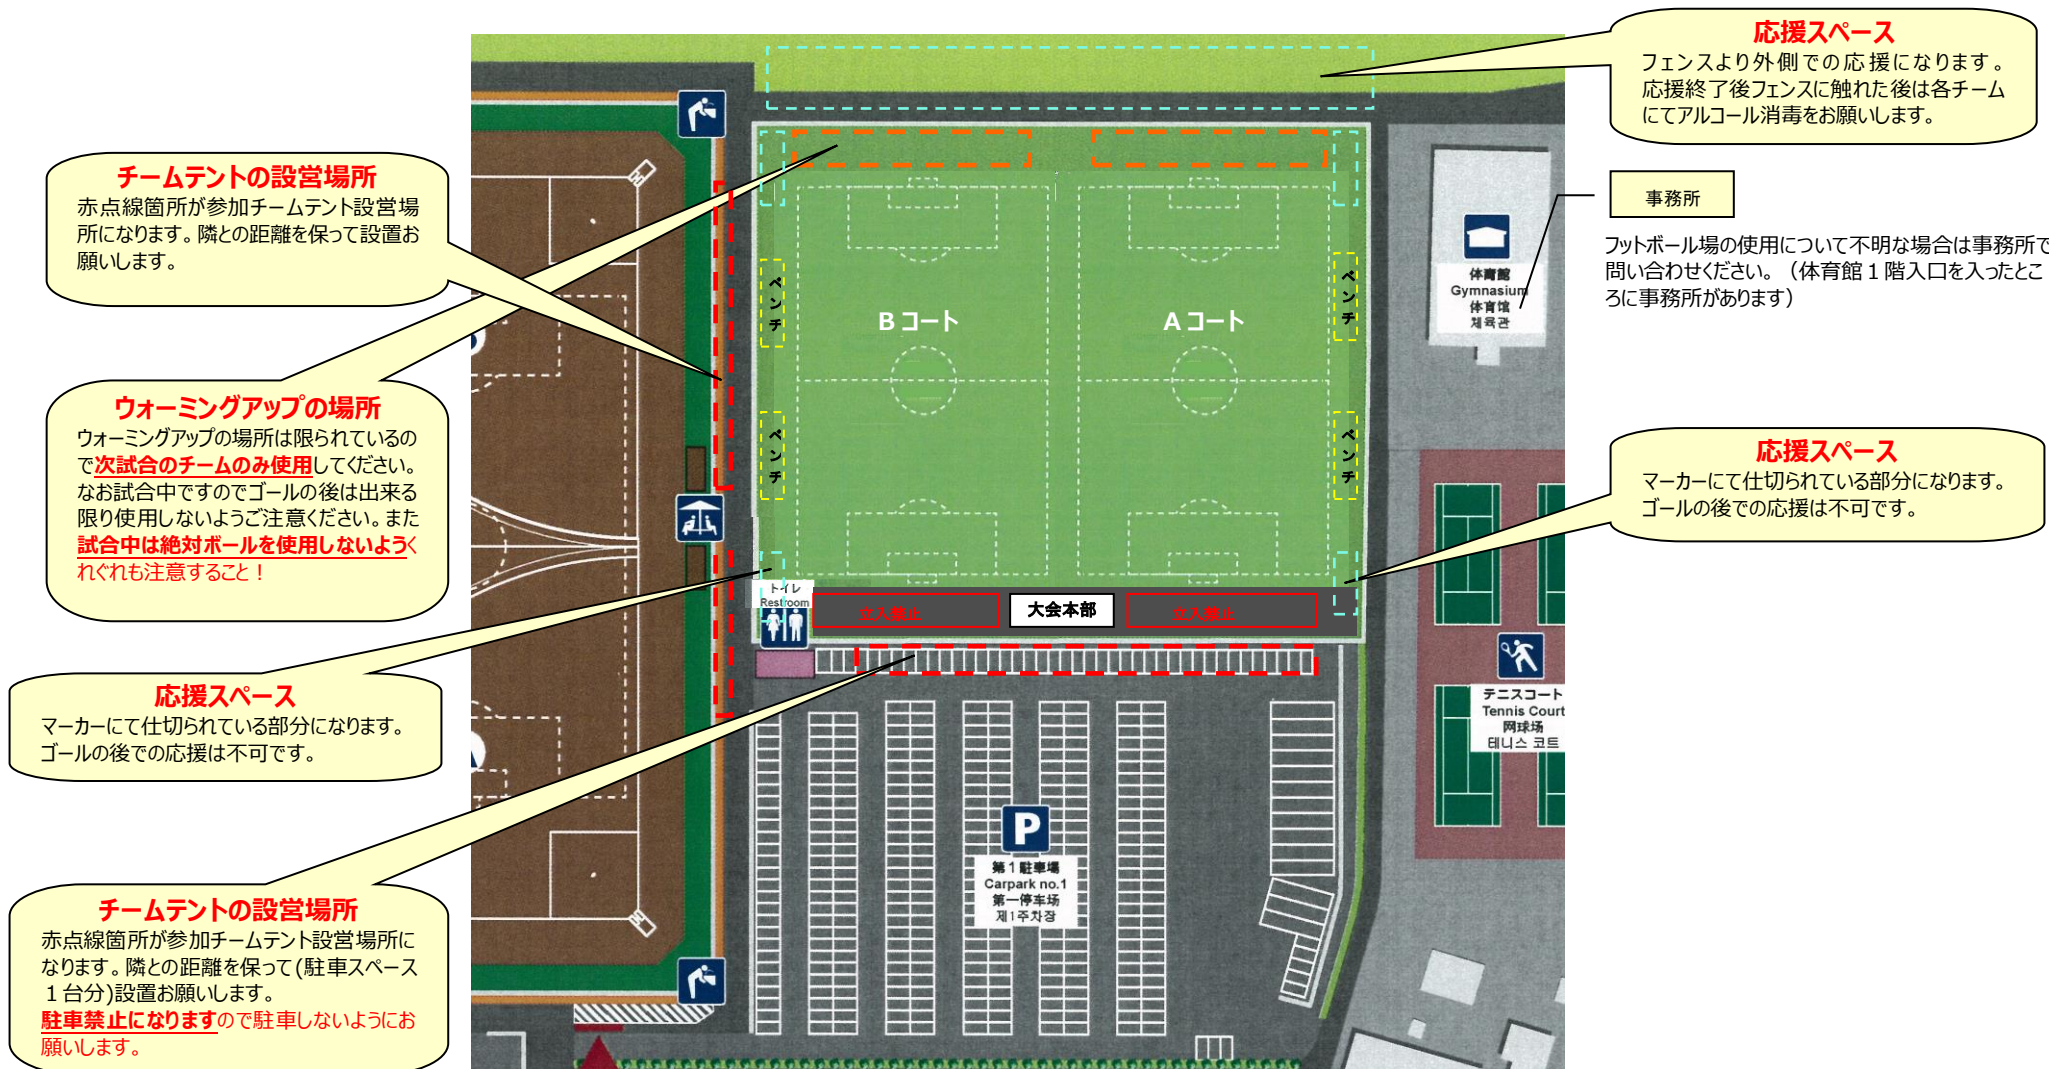 応援スペース
フェンスより外側での応援になります。
応援終了後フェンスに触れた後は各チーム
にてアルコール消毒をお願いします。
チームテントの設営場所
赤点線箇所が参加チームテント設営場
所になります。隣との距離を保って設置お
願いします。
事務所
フットボール場の使用について不明な場合は事務所で
問い合わせください。（体育館１階入口を入ったとこ
ろに事務所があります）
体育館
Gymnasium
体育馆
체육관
ベンチ
ベンチ
Bコート
Aコート
ウォーミングアップの場所
ウォーミングアップの場所は限られているの
で次試合のチームのみ使用してください。
なお試合中ですのでゴールの後は出来る
限り使用しないようご注意ください。また
試合中は絶対ボールを使用しないようく
れぐれも注意すること！
ベンチ
ベンチ
応援スペース
マーカーにて仕切られている部分になります。
ゴールの後での応援は不可です。
トイレ
Restroom
立入禁止
大会本部
立入禁止
応援スペース
マーカーにて仕切られている部分になります。
ゴールの後での応援は不可です。
テニスコート
Tennis Court
网球场
테니스 코트
P
第1駐車場
Carpark no.1
第一停车场
제1주차장
チームテントの設営場所
赤点線箇所が参加チームテント設営場所に
なります。隣との距離を保って(駐車スペース
１台分)設置お願いします。
駐車禁止になりますので駐車しないようにお
願いします。